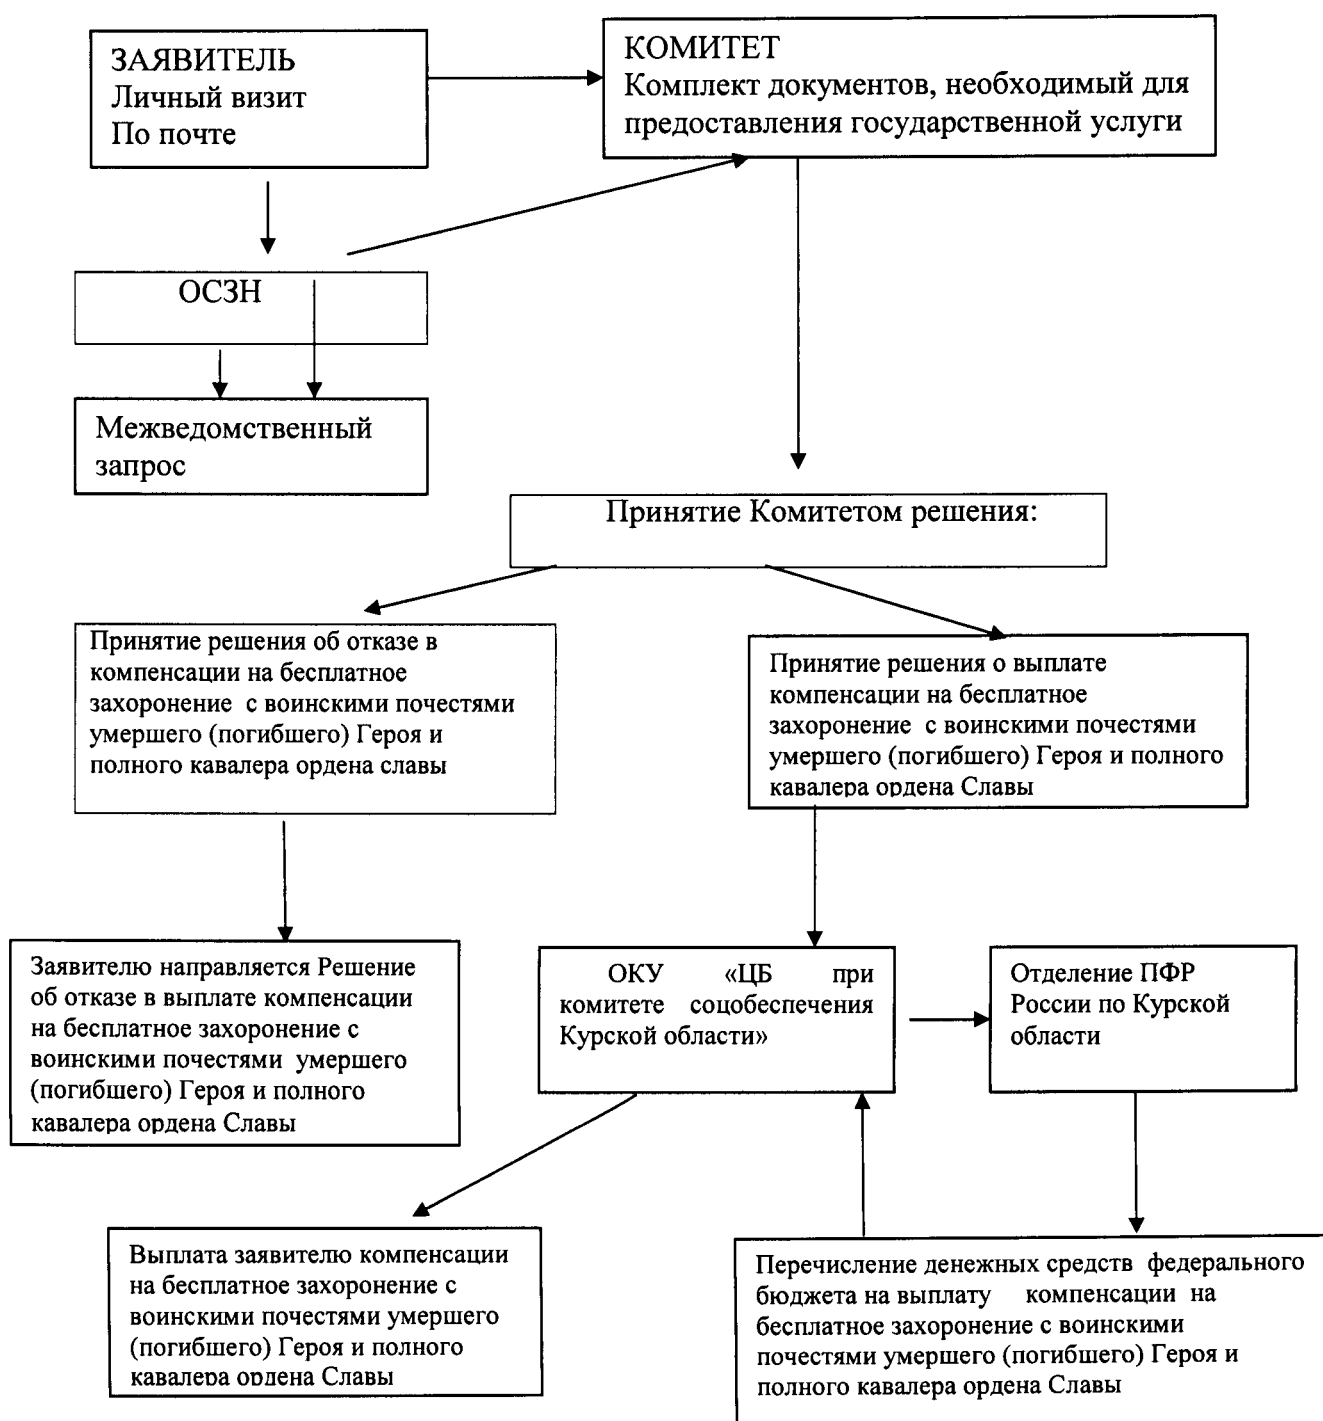 ЗАЯВИТЕЛЬ
Личный визит
По почте
КОМИТЕТ
Комплект документов, необходимый для
предоставления государственной услуги
ОСЗН
Межведомственный
запрос
Принятие Комитетом решения:
Принятие решения об отказе в
компенсации на бесплатное
захоронение с воинскими почестями
умершего (погибшего) Героя и
полного кавалера ордена славы
Принятие решения о выплате
компенсации на бесплатное
захоронение с воинскими почестями
умершего (погибшего) Героя и полного
кавалера ордена Славы
Заявителю направляется Решение
об отказе в выплате компенсации
на бесплатное захоронение с
воинскими почестями умершего
(погибшего) Героя и полного
кавалера ордена Славы
ОКУ «ЦБ при
комитете соцобеспечения
Курской области»
Отделение ПФР
России по Курской
области
Выплата заявителю компенсации
на бесплатное захоронение с
воинскими почестями умершего
(погибшего) Героя и полного
кавалера ордена Славы
Перечисление денежных средств федерального
бюджета на выплату компенсации на
бесплатное захоронение с воинскими
почестями умершего (погибшего) Героя и
полного кавалера ордена Славы